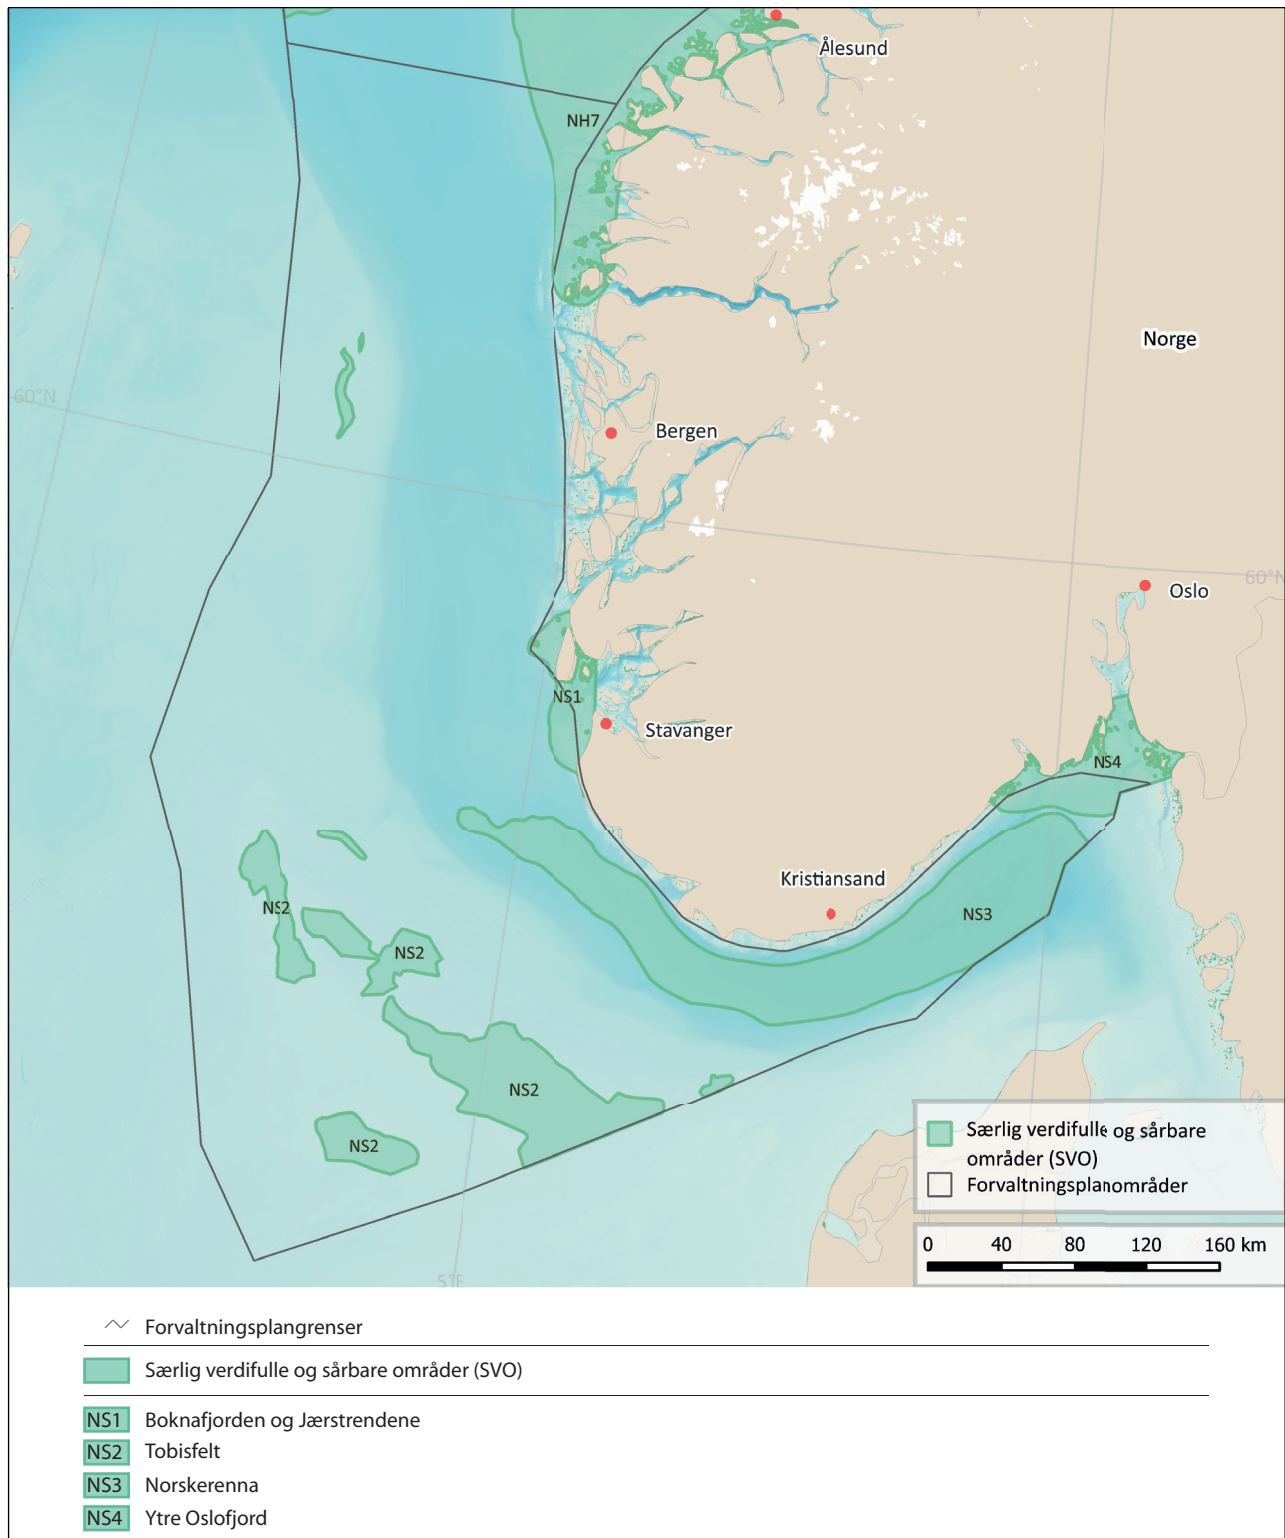 Ålesund
NH7
Norge
60°N
Bergen
60°N
Oslo
NS1
Stavanger
NS4
Kristiansand
NS2
NS3
NS2
NS2
NS2
Særlig verdifulle og sårbare
områder (SVO)
Forvaltningsplanområder
0 40 80 120 160 km
5°E
10°E
Forvaltningsplangrenser
Særlig verdifulle og sårbare områder (SVO)
NS1 Boknafjorden og Jærstrendene
NS2 Tobisfelt
NS3 Norskerenna
NS4 Ytre Oslofjord